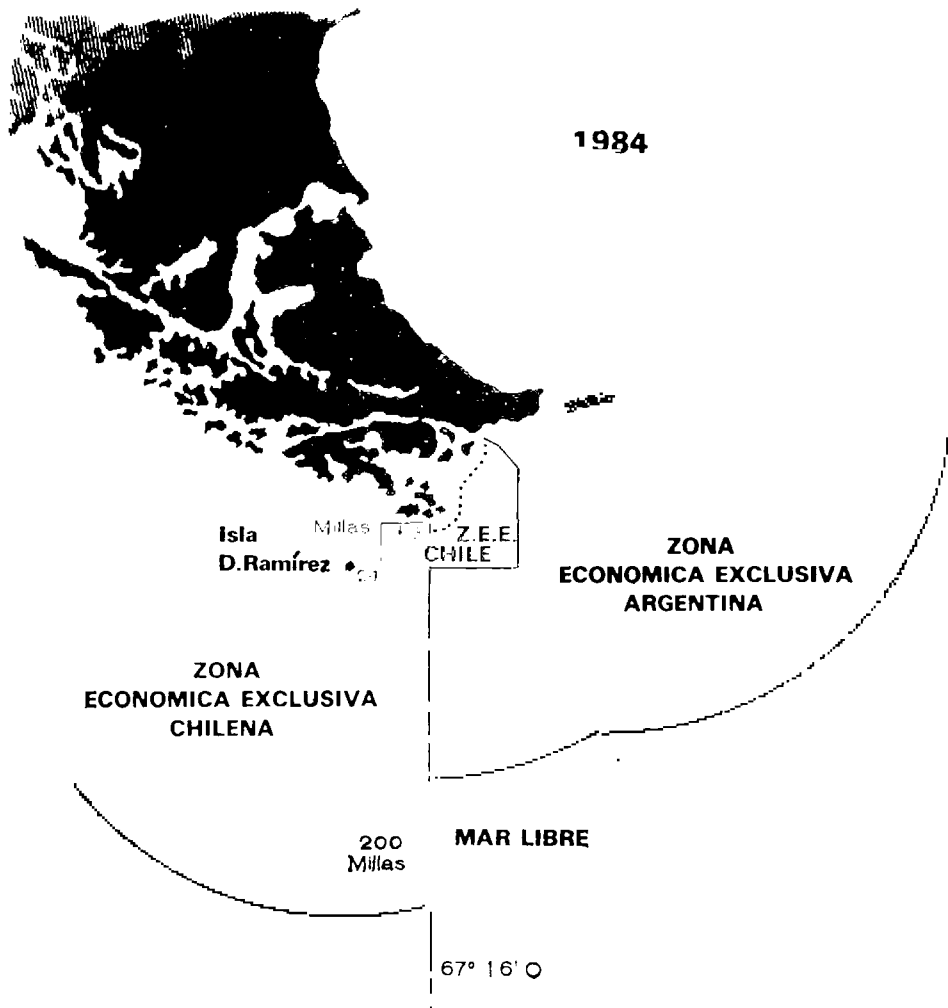 1984
Isla
D.Ramírez
Millas
Z.E.E.
CHILE
ZONA
ECONOMICA EXCLUSIVA
ARGENTINA
ZONA
ECONOMICA EXCLUSIVA
CHILENA
200
Millas
MAR LIBRE
67° 16' O